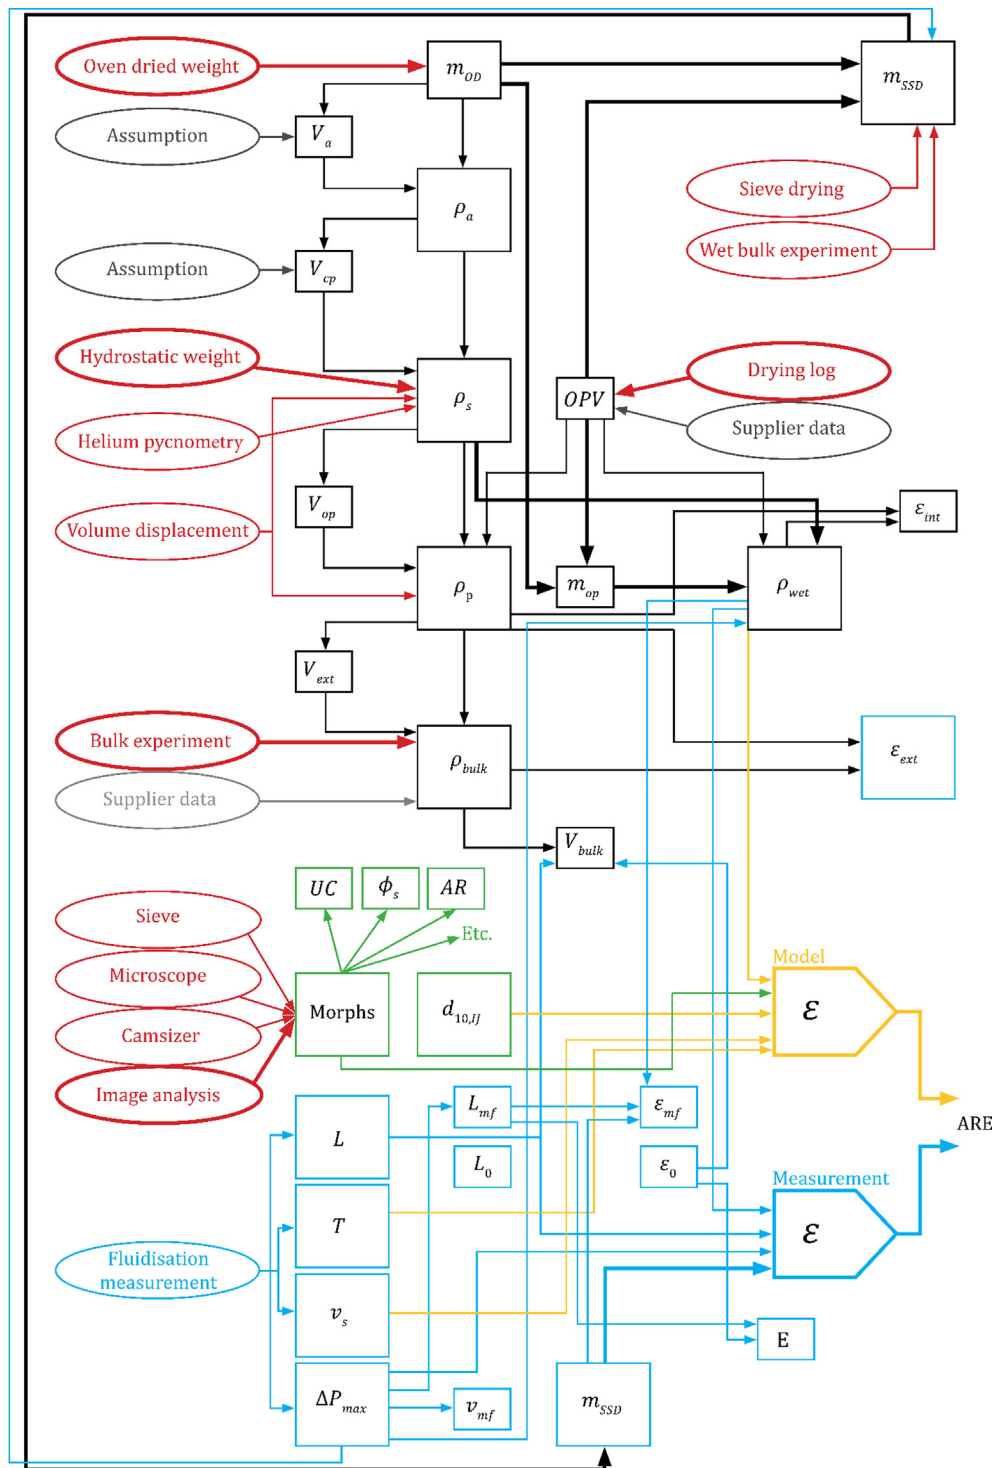 Oven dried weight
m_OD
m_SSD
Assumption
V_a
Sieve drying
ρ_a
Wet bulk experiment
Assumption
V_cp
Hydrostatic weight
Drying log
ρ_s
OPV
Supplier data
Helium pycnometry
V_op
ε_int
Volume displacement
ρ_p
m_op
ρ_wet
V_ext
Bulk experiment
ρ_bulk
ε_ext
Supplier data
V_bulk
UC
ϕ_s
AR
Sieve
Etc.
Model
Microscope
Morphs
d_10,IJ
ε
Camsizer
Image analysis
L_mf
ε_mf
ARE
L
L_0
ε_0
Measurement
T
ε
Fluidisation
measurement
v_s
E
ΔP_max
v_mf
m_SSD